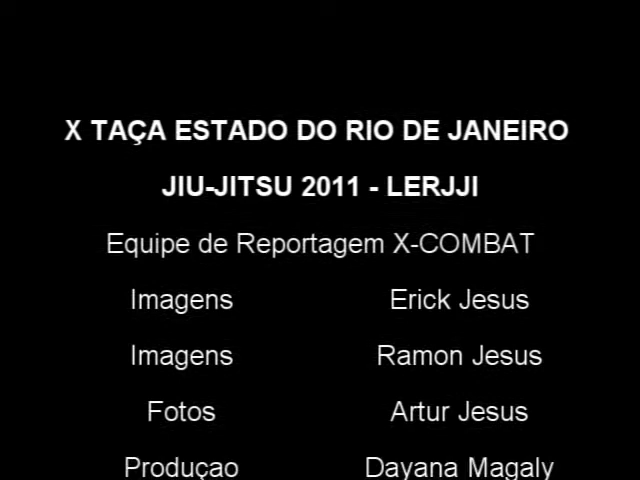 X TAÇA ESTADO DO RIO DE JANEIRO
JIU-JITSU 2011 - LERJJI
Equipe de Reportagem X-COMBAT
Imagens Erick Jesus
Imagens Ramon Jesus
Fotos Artur Jesus
Produçao Dayana Magaly